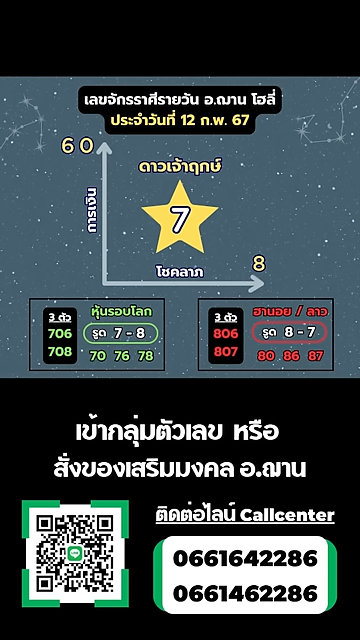 เลขจักรราศีรายวัน อ.ฌาน โฮลี่
ประจำวันที่ 12 ก.พ. 67
6 0
ดาวเจ้าฤกษ์
การเงิน
7
โชคลาภ
8
3 ตัว
706
708
หุ้นรอบโลก
รูด 7 - 8
70 76 78
3 ตัว
806
807
ฮานอย / ลาว
รูด 8 - 7
80 86 87
เข้ากลุ่มตัวเลข หรือ
สั่งของเสริมมงคล อ.ฌาน
ติดต่อไลน์ Callcenter
0661642286
0661462286
LINE